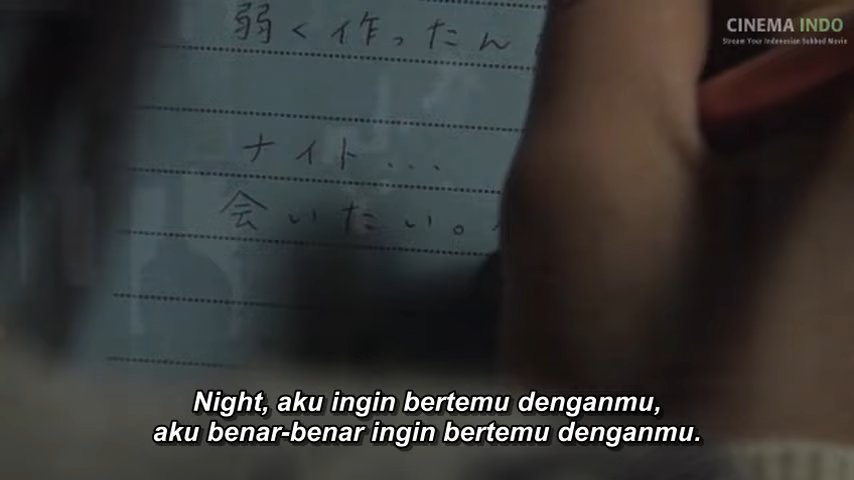 CINEMA INDO
Stream Your Indonesian Subbed Movie
弱く作ったん
ナイト...
会いたい。
Night, aku ingin bertemu denganmu,
aku benar-benar ingin bertemu denganmu.